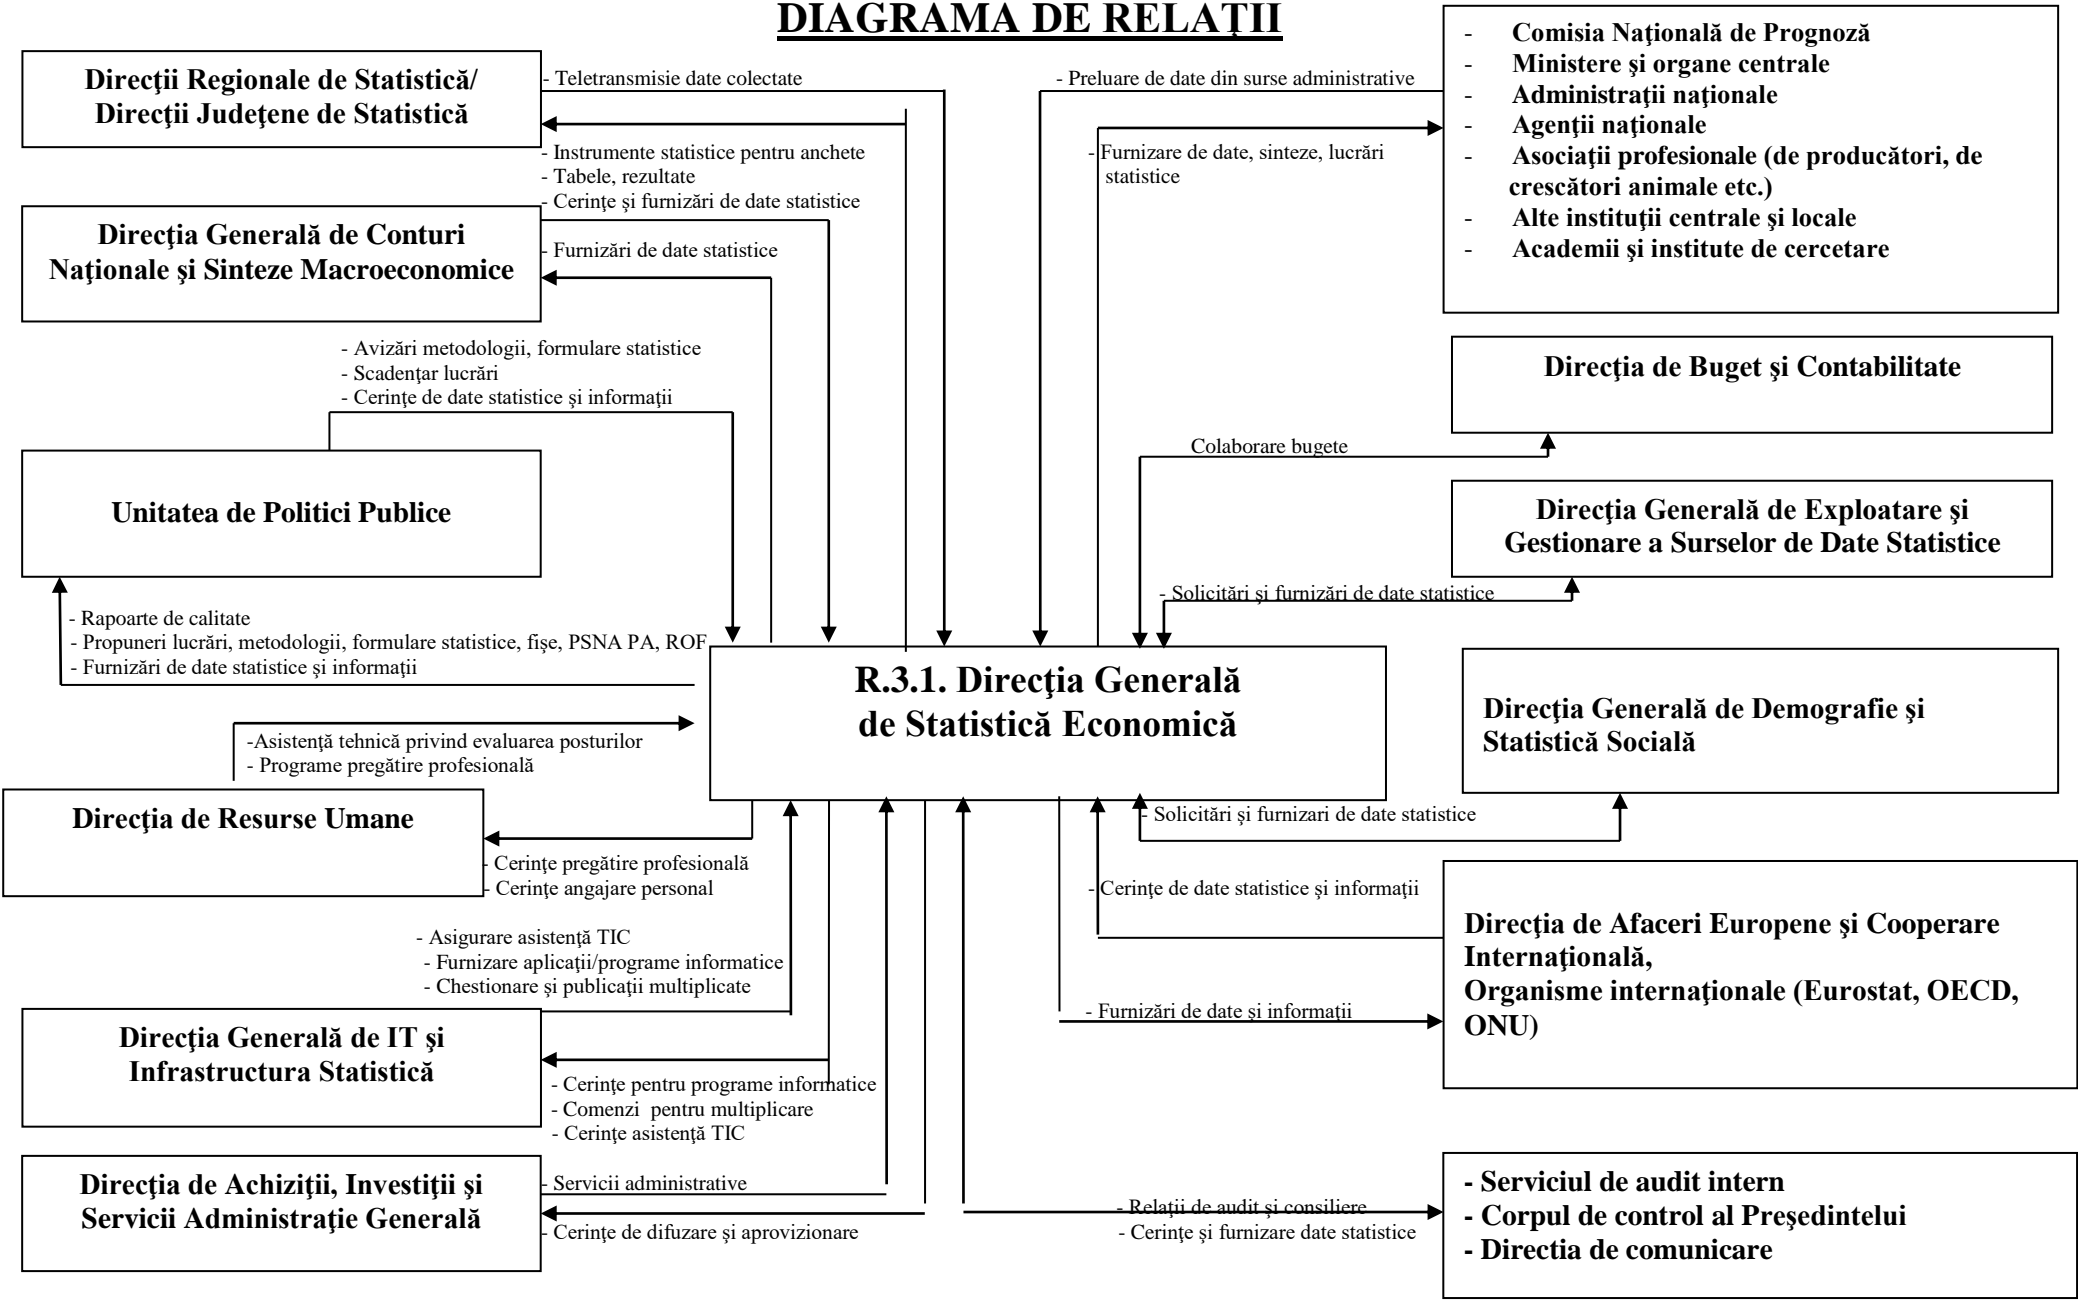 DIAGRAMA DE RELAŢII
Direcţii Regionale de Statistică/
Direcţii Judeţene de Statistică
- Teletransmisie date colectate
- Instrumente statistice pentru anchete
- Tabele, rezultate
- Cerinţe şi furnizări de date statistice
- Preluare de date din surse administrative
- Furnizare de date, sinteze, lucrări
statistice
- Comisia Naţională de Prognoză
- Ministere şi organe centrale
- Administraţii naţionale
- Agenţii naţionale
- Asociaţii profesionale (de producători, de
crescători animale etc.)
- Alte instituţii centrale şi locale
- Academii şi institute de cercetare
Direcţia Generală de Conturi
Naţionale şi Sinteze Macroeconomice
- Furnizări de date statistice
- Avizări metodologii, formulare statistice
- Scadenţar lucrări
- Cerinţe de date statistice şi informaţii
Direcţia de Buget şi Contabilitate
Colaborare bugete
Unitatea de Politici Publice
Direcţia Generală de Exploatare şi
Gestionare a Surselor de Date Statistice
- Solicitări şi furnizări de date statistice
- Rapoarte de calitate
- Propuneri lucrări, metodologii, formulare statistice, fişe, PSNA PA, ROF
- Furnizări de date statistice şi informaţii
R.3.1. Direcţia Generală
de Statistică Economică
Direcţia Generală de Demografie şi
Statistică Socială
-Asistenţă tehnică privind evaluarea posturilor
- Programe pregătire profesională
Direcţia de Resurse Umane
- Solicitări şi furnizari de date statistice
- Cerinţe pregătire profesională
- Cerinţe angajare personal
- Cerinţe de date statistice şi informaţii
Direcţia de Afaceri Europene şi Cooperare
Internaţională,
Organisme internaţionale (Eurostat, OECD,
ONU)
- Furnizări de date şi informaţii
- Asigurare asistenţă TIC
- Furnizare aplicaţii/programe informatice
- Chestionare şi publicaţii multiplicate
Direcţia Generală de IT şi
Infrastructura Statistică
- Cerinţe pentru programe informatice
- Comenzi pentru multiplicare
- Cerinţe asistenţă TIC
Direcţia de Achiziţii, Investiţii şi
Servicii Administraţie Generală
- Servicii administrative
- Cerinţe de difuzare şi aprovizionare
- Relaţii de audit şi consiliere
- Cerinţe şi furnizare date statistice
- Serviciul de audit intern
- Corpul de control al Preşedintelui
- Directia de comunicare